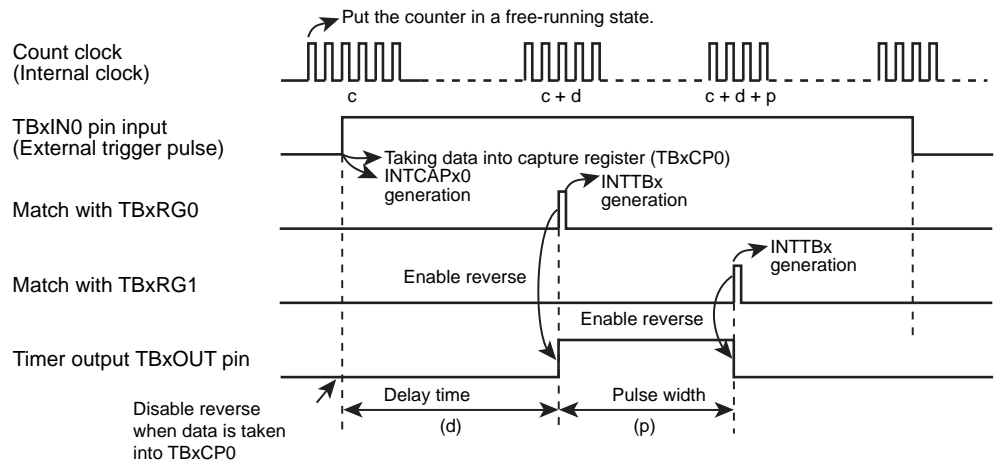 Put the counter in a free-running state.
Count clock
(Internal clock)
c
c + d
c + d + p
TBxIN0 pin input
(External trigger pulse)
Taking data into capture register (TBxCP0)
INTCAPx0
generation
INTTBx
generation
Match with TBxRG0
INTTBx
generation
Enable reverse
Match with TBxRG1
Enable reverse
Timer output TBxOUT pin
Disable reverse
when data is taken
into TBxCP0
Delay time
(d)
Pulse width
(p)